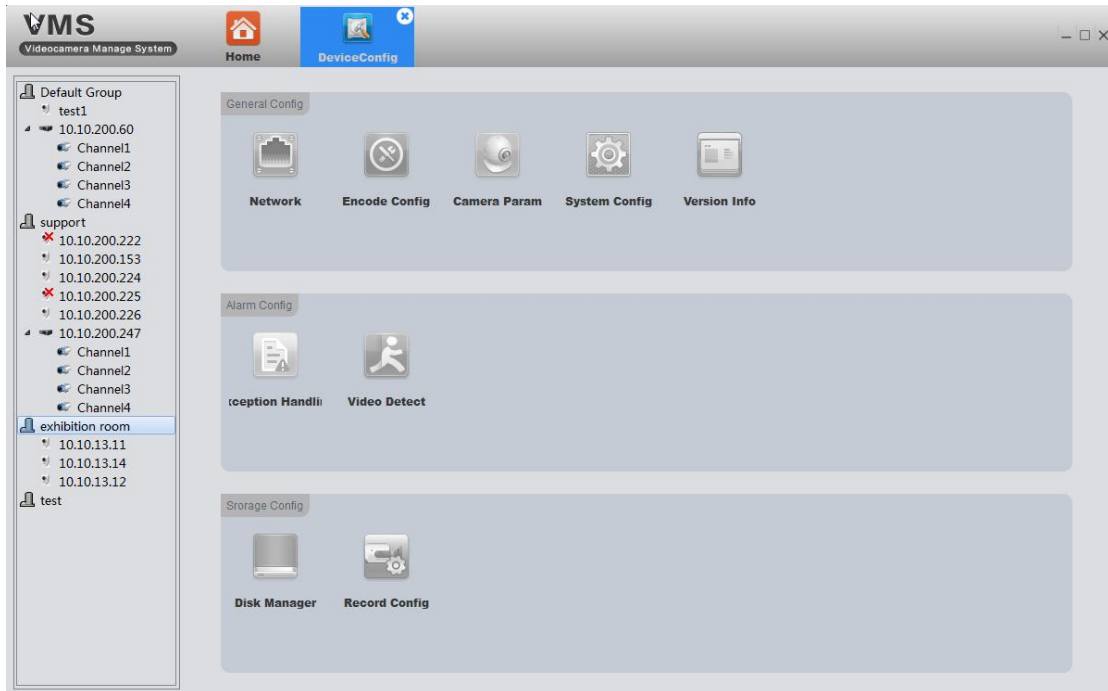 VMS
Videocamera Manage System
Home
DeviceConfig
Default Group
test1
10.10.200.60
Channel1
Channel2
Channel3
Channel4
support
10.10.200.222
10.10.200.153
10.10.200.224
10.10.200.225
10.10.200.226
10.10.200.247
Channel1
Channel2
Channel3
Channel4
exhibition room
10.10.13.11
10.10.13.14
10.10.13.12
test
General Config
Network Encode Config Camera Param System Config Version Info
Alarm Config
xception Handli Video Detect
Srorage Config
Disk Manager Record Config